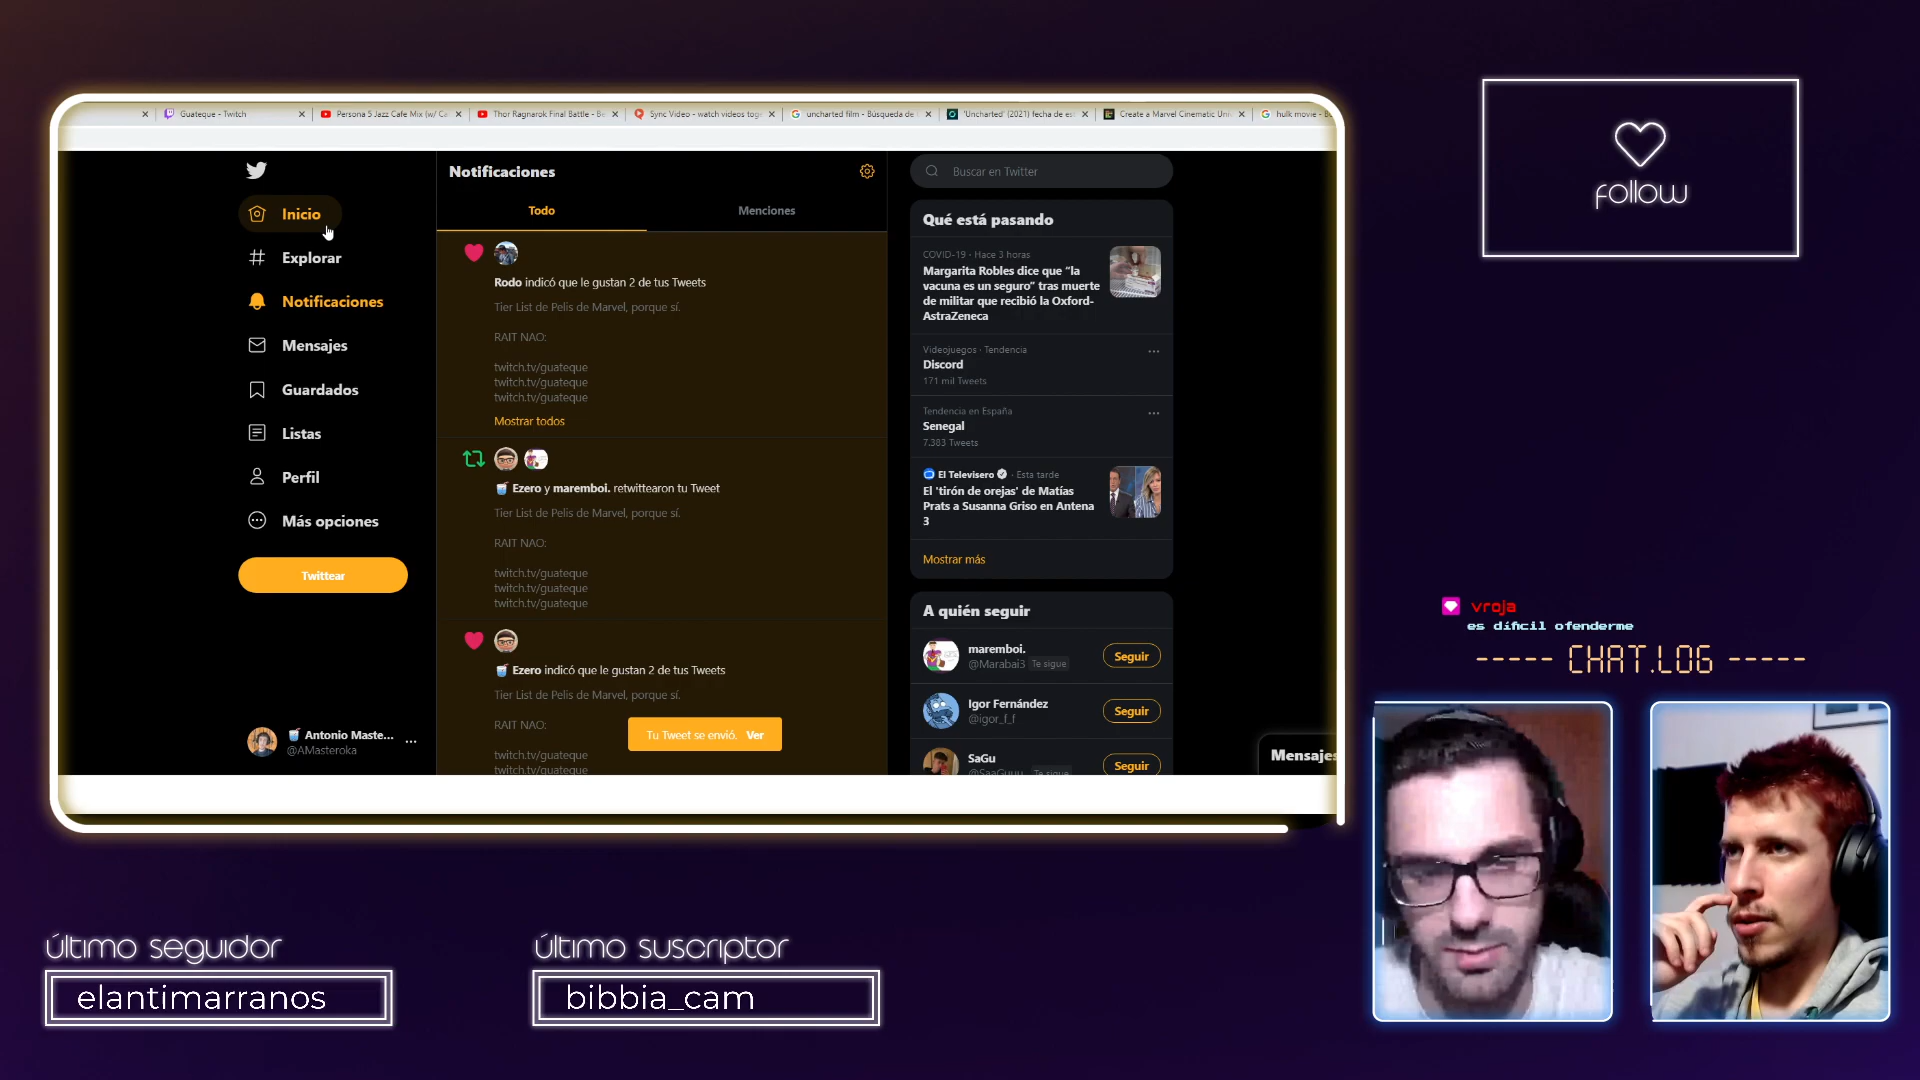 Guateque - Twitch
Persona 5 Jazz Cafe Mix (w/ Ca
Thor Ragnarok Final Battle - Be
Sync Video - watch videos toge
uncharted film - Búsqueda de
'Uncharted' (2021) fecha de es
Create a Marvel Cinematic Uni
hulk movie - B
Inicio
Explorar
Notificaciones
Mensajes
Guardados
Listas
Perfil
Más opciones
Twittear
Antonio Maste...
@AMasteroka
Notificaciones
Todo
Menciones
Rodo indicó que le gustan 2 de tus Tweets
Tier List de Pelis de Marvel, porque sí.
RAIT NAO:
twitch.tv/guateque
twitch.tv/guateque
twitch.tv/guateque
Mostrar todos
Ezero y maremboi. retwittearon tu Tweet
Tier List de Pelis de Marvel, porque sí.
RAIT NAO:
twitch.tv/guateque
twitch.tv/guateque
twitch.tv/guateque
Ezero indicó que le gustan 2 de tus Tweets
Tier List de Pelis de Marvel, porque sí.
RAIT NAO:
twitch.tv/guateque
twitch.tv/guateque
Tu Tweet se envió. Ver
Buscar en Twitter
Qué está pasando
COVID-19 · Hace 3 horas
Margarita Robles dice que "la
vacuna es un seguro" tras muerte
de militar que recibió la Oxford-
AstraZeneca
Videojuegos · Tendencia
Discord
171 mil Tweets
Tendencia en España
Senegal
7.383 Tweets
El Televisero · Esta tarde
El 'tirón de orejas' de Matías
Prats a Susanna Griso en Antena
3
Mostrar más
A quién seguir
maremboi.
@Marabai3 Te sigue
Seguir
Igor Fernández
@igor_f_f
Seguir
SaGu
@SaaGuuu Te sigue
Seguir
Mensajes
follow
vroja
es dificil ofenderme
----- CHAT.LOG -----
último seguidor
elantimarranos
último suscriptor
bibbia_cam